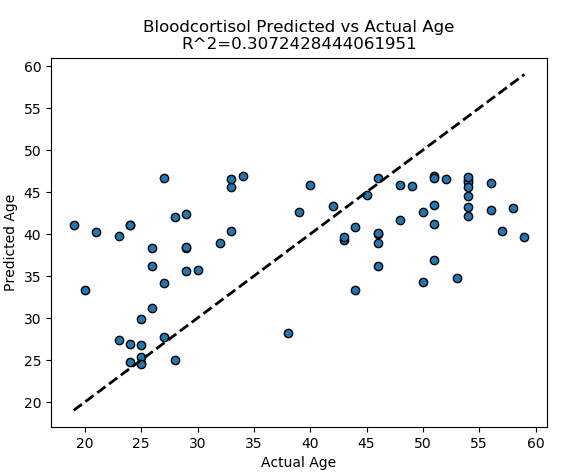 Bloodcortisol Predicted vs Actual Age
R^2=0.3072428444061951
Predicted Age
60
55
50
45
40
35
30
25
20
20 25 30 35 40 45 50 55 60
Actual Age